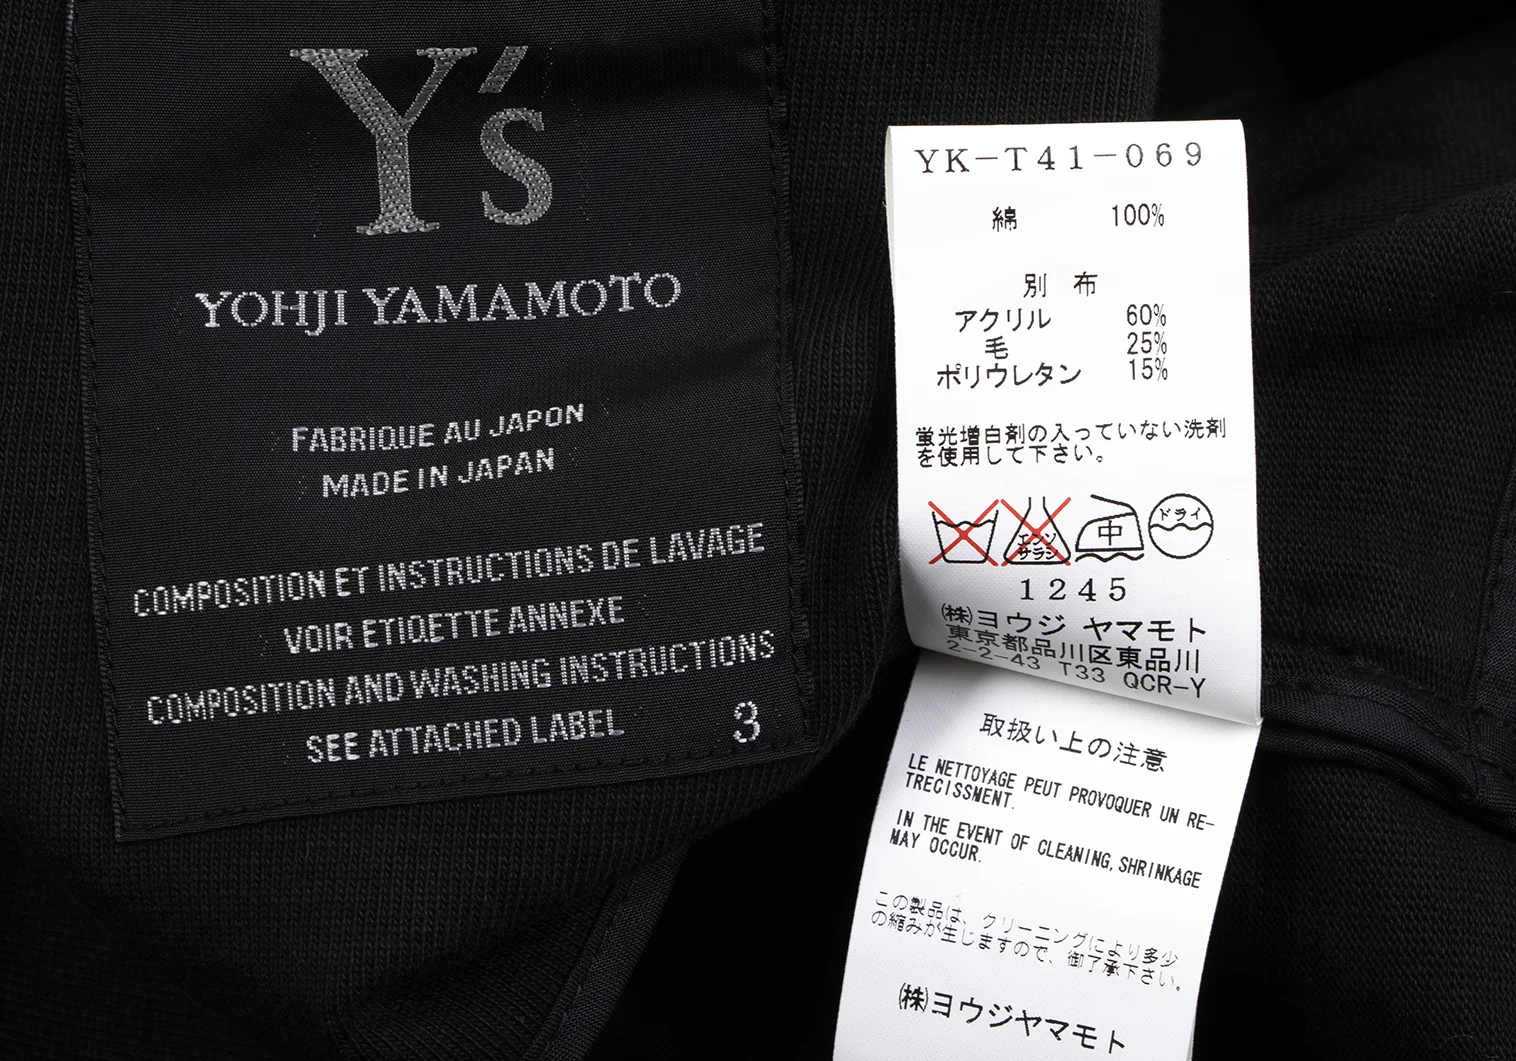 Y's
YOHJI YAMAMOTO
FABRIQUE AU JAPON
MADE IN JAPAN
COMPOSITION ET INSTRUCTIONS DE LAVAGE
VOIR ETIQETTE ANNEXE
COMPOSITION AND WASHING INSTRUCTIONS
SEE ATTACHED LABEL 3
YK-T41-069
綿 100%
別布
アクリル 60%
毛 25%
ポリウレタン 15%
蛍光増白剤の入っていない洗剤
を使用して下さい。
エンソ
サラシ
中
ドライ
1245
(株)ヨウジ ヤマモト
東京都品川区東品川
2-2-43 T33 QCR-Y
取扱い上の注意
LE NETTOYAGE PEUT PROVOQUER UN RE-
TRECISSMENT.
IN THE EVENT OF CLEANING, SHRINKAGE
MAY OCCUR.
この製品は、クリーニングにより多少
の縮みが生じますので、御了承下さい。
(株)ヨウジヤマモト